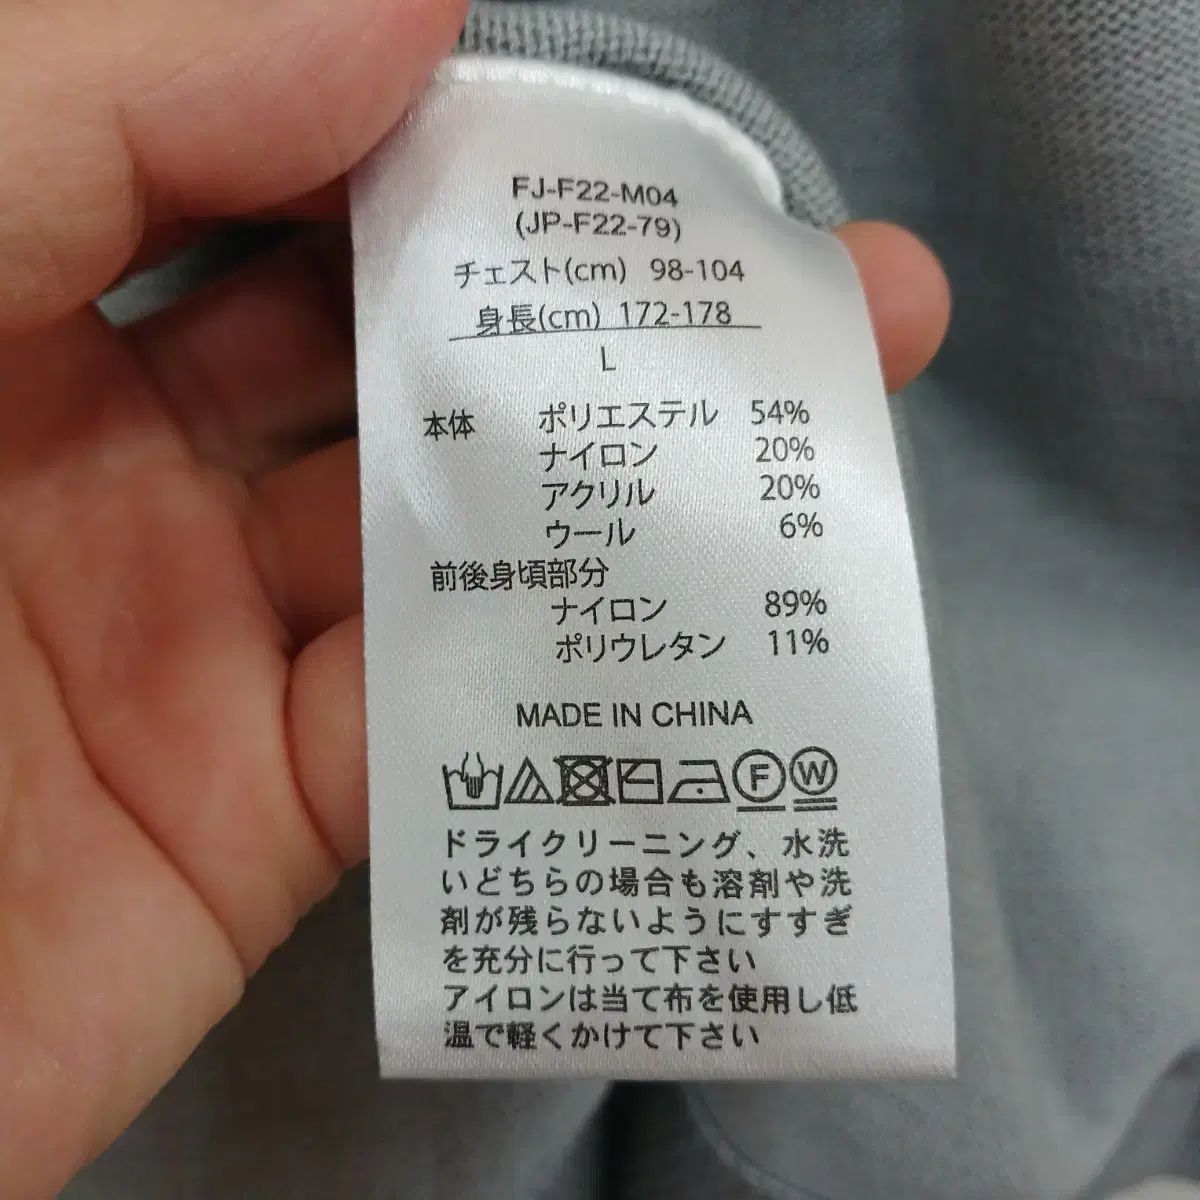 FJ-F22-M04
(JP-F22-79)
チェスト(cm) 98-104
身長(cm) 172-178
L
本体 ポリエステル 54%
ナイロン 20%
アクリル 20%
ウール 6%
前後身頃部分
ナイロン 89%
ポリウレタン 11%
MADE IN CHINA
F W
ドライクリーニング、水洗
いどちらの場合も溶剤や洗
剤が残らないようにすすぎ
を充分に行って下さい
アイロンは当て布を使用し低
温で軽くかけて下さい